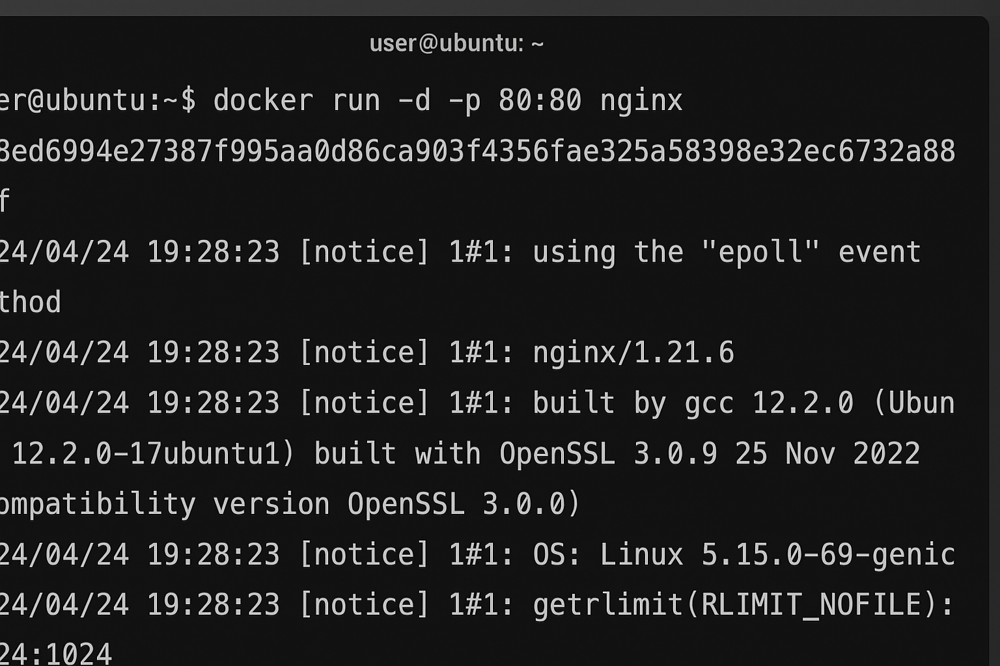 user@ubuntu: ~
er@ubuntu:~$ docker run -d -p 80:80 nginx
8ed6994e27387f995aa0d86ca903f4356fae325a58398e32ec6732a88
f
24/04/24 19:28:23 [notice] 1#1: using the "epoll" event
thod
24/04/24 19:28:23 [notice] 1#1: nginx/1.21.6
24/04/24 19:28:23 [notice] 1#1: built by gcc 12.2.0 (Ubun
12.2.0-17ubuntu1) built with OpenSSL 3.0.9 25 Nov 2022
ompatibility version OpenSSL 3.0.0)
24/04/24 19:28:23 [notice] 1#1: OS: Linux 5.15.0-69-genic
24/04/24 19:28:23 [notice] 1#1: getrlimit(RLIMIT_NOFILE):
24:1024